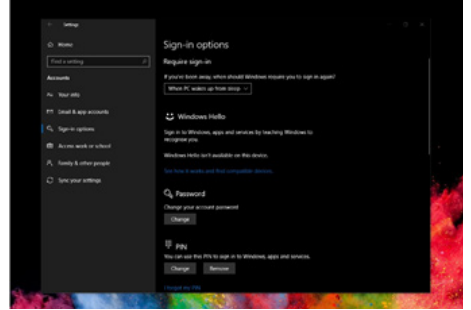 Settings
Home
Find a setting
Accounts
Your info
Email & app accounts
Sign-in options
Access work or school
Family & other people
Sync your settings
Sign-in options
Require sign-in
If you've been away, when should Windows require you to sign in again?
When PC wakes up from sleep
Windows Hello
Sign in to Windows, apps and services by teaching Windows to
recognise you.
Windows Hello isn't available on this device.
See how it works and find compatible devices.
Password
Change your account password
Change
PIN
You can use this PIN to sign in to Windows, apps and services.
Change Remove
I forgot my PIN